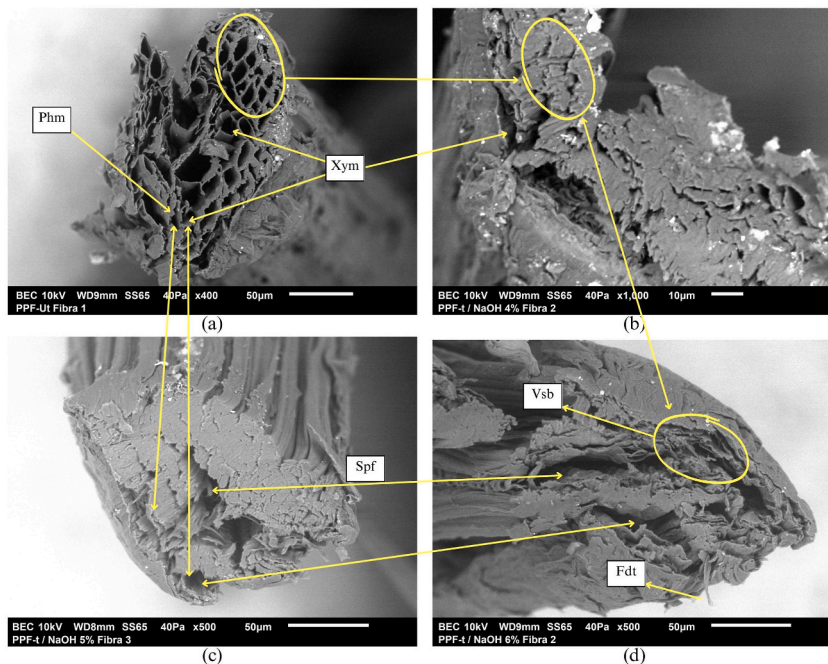 Phm
Xym
BEC 10kV WD9mm SS65 40Pa x400 50µm
PPF-Ut Fibra 1
(a)
BEC 10kV WD9mm SS65 40Pa x1,000 10µm
PPF-t / NaOH 4% Fibra 2
(b)
Spf
BEC 10kV WD8mm SS65 40Pa x500 50µm
PPF-t / NaOH 5% Fibra 3
(c)
Vsb
Fdt
BEC 10kV WD9mm SS65 40Pa x500 50µm
PPF-t / NaOH 6% Fibra 2
(d)